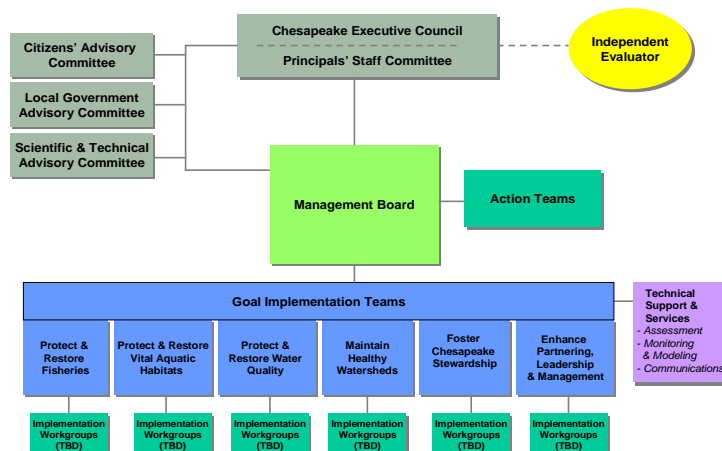 Chesapeake Executive Council
Principals' Staff Committee
Independent
Evaluator
Citizens' Advisory
Committee
Local Government
Advisory Committee
Scientific & Technical
Advisory Committee
Management Board
Action Teams
Goal Implementation Teams
Technical
Support &
Services
- Assessment
- Monitoring
& Modeling
- Communications
Protect &
Restore
Fisheries
Protect & Restore
Vital Aquatic
Habitats
Protect &
Restore Water
Quality
Maintain
Healthy
Watersheds
Foster
Chesapeake
Stewardship
Enhance
Partnering,
Leadership
& Management
Implementation
Workgroups
(TBD)
Implementation
Workgroups
(TBD)
Implementation
Workgroups
(TBD)
Implementation
Workgroups
(TBD)
Implementation
Workgroups
(TBD)
Implementation
Workgroups
(TBD)